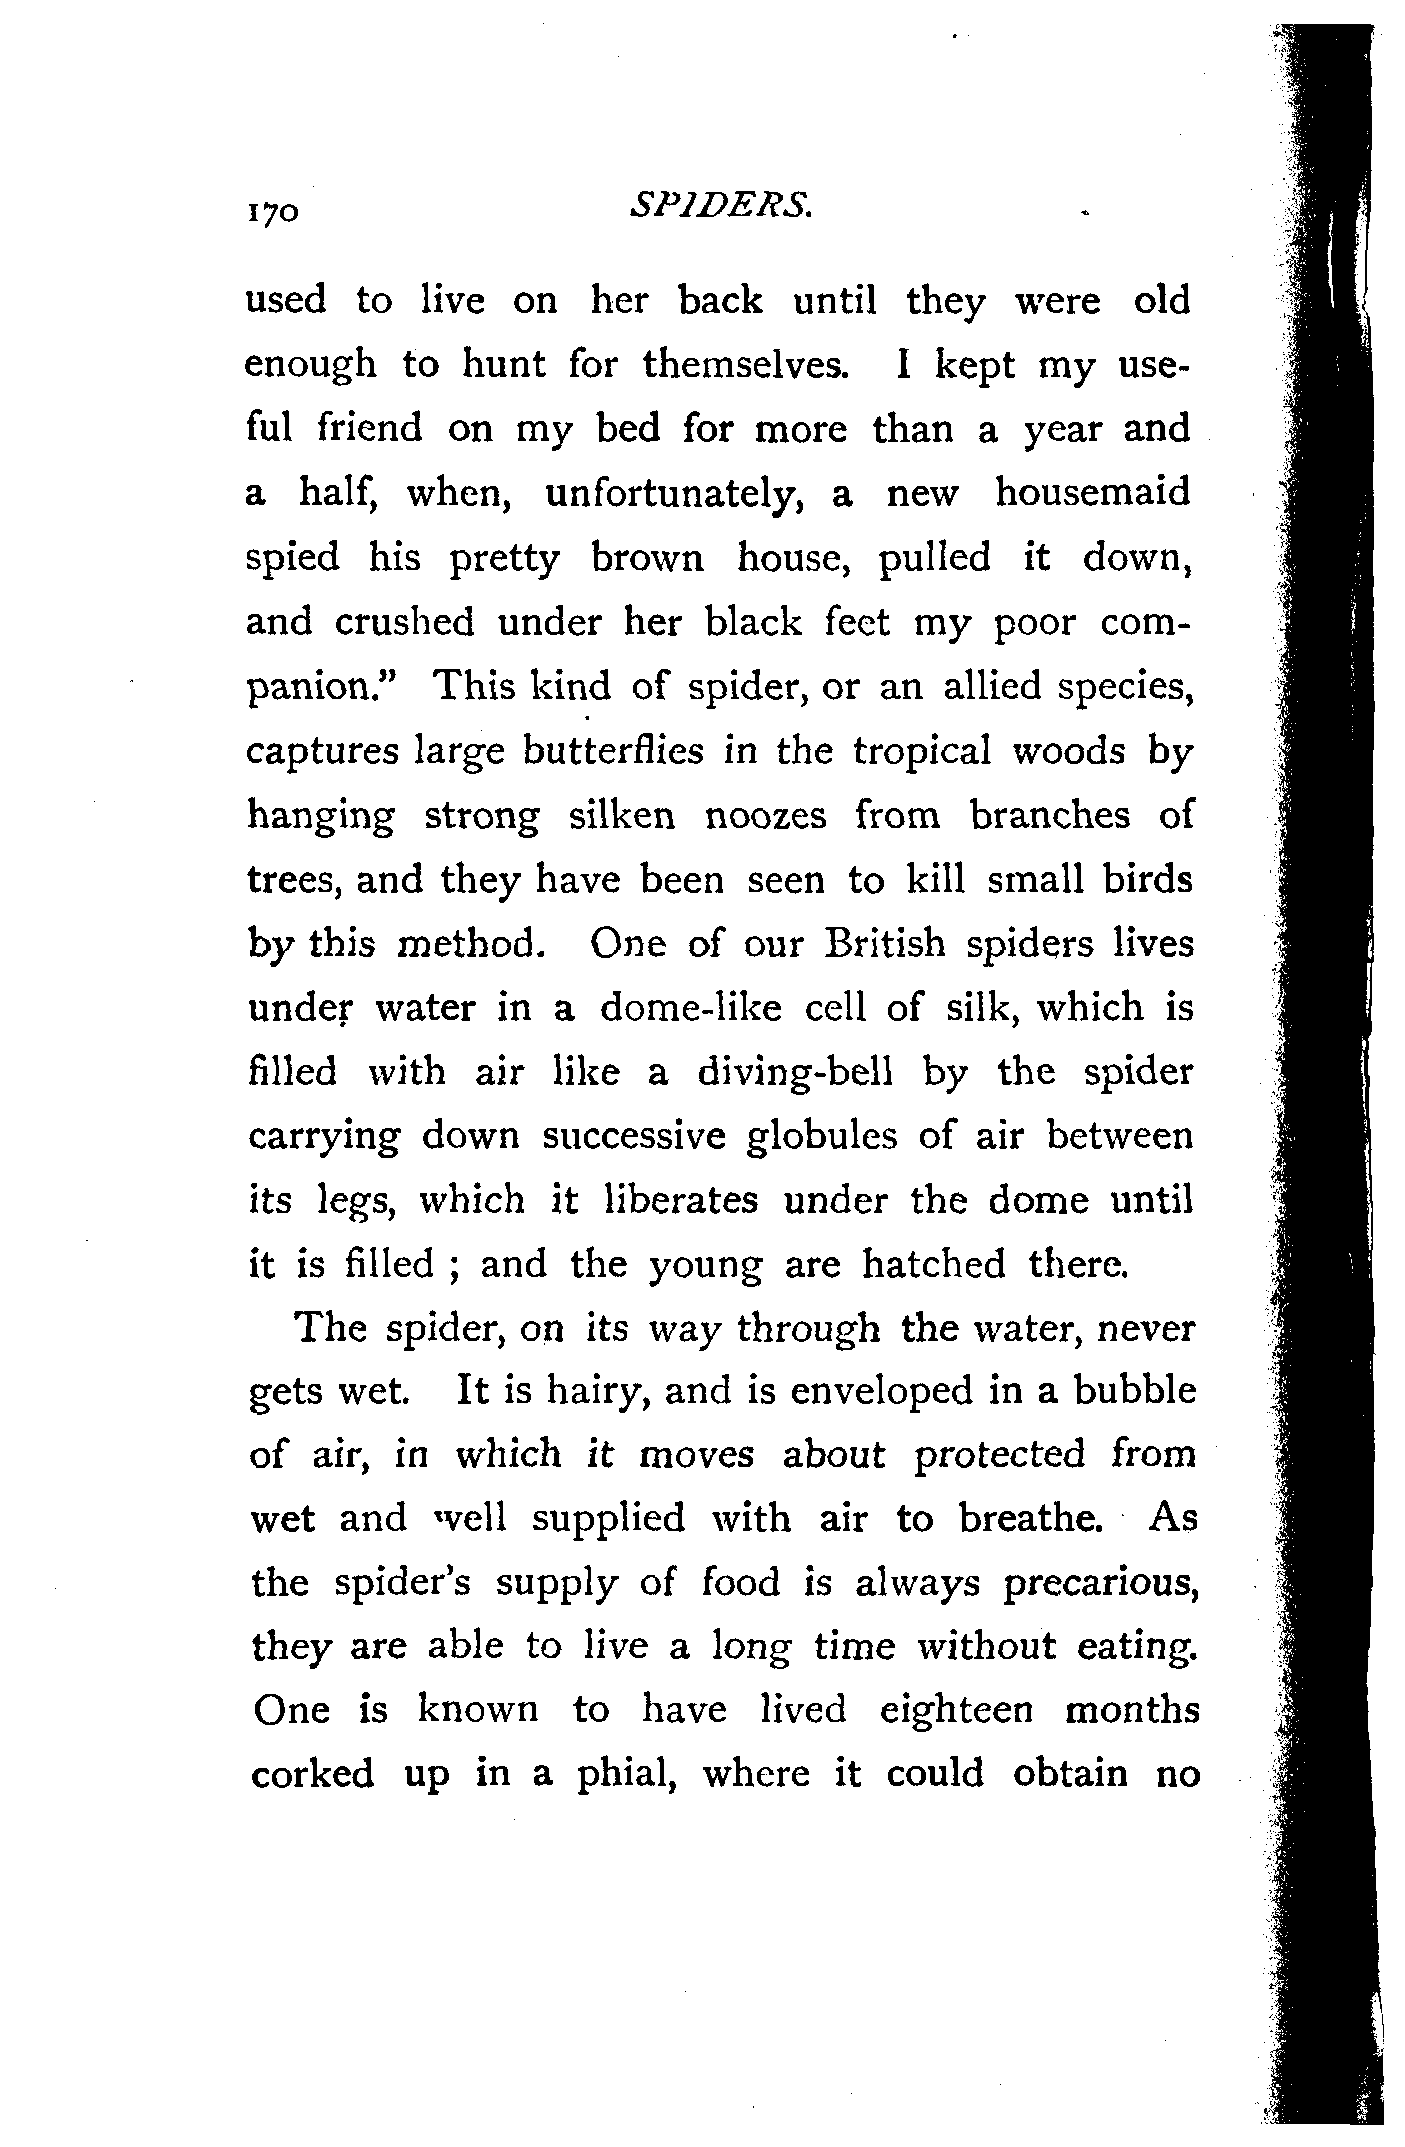 170 SPIDERS.
used to live on her back until they were old
enough to hunt for themselves. I kept my use-
ful friend on my bed for more than a year and
a half, when, unfortunately, a new housemaid
spied his pretty brown house, pulled it down,
and crushed under her black feet my poor com-
panion." This kind of spider, or an allied species,
captures large butterflies in the tropical woods by
hanging strong silken noozes from branches of
trees, and they have been seen to kill small birds
by this method. One of our British spiders lives
under water in a dome-like cell of silk, which is
filled with air like a diving-bell by the spider
carrying down successive globules of air between
its legs, which it liberates under the dome until
it is filled ; and the young are hatched there.
The spider, on its way through the water, never
gets wet. It is hairy, and is enveloped in a bubble
of air, in which it moves about protected from
wet and well supplied with air to breathe. As
the spider's supply of food is always precarious,
they are able to live a long time without eating.
One is known to have lived eighteen months
corked up in a phial, where it could obtain no